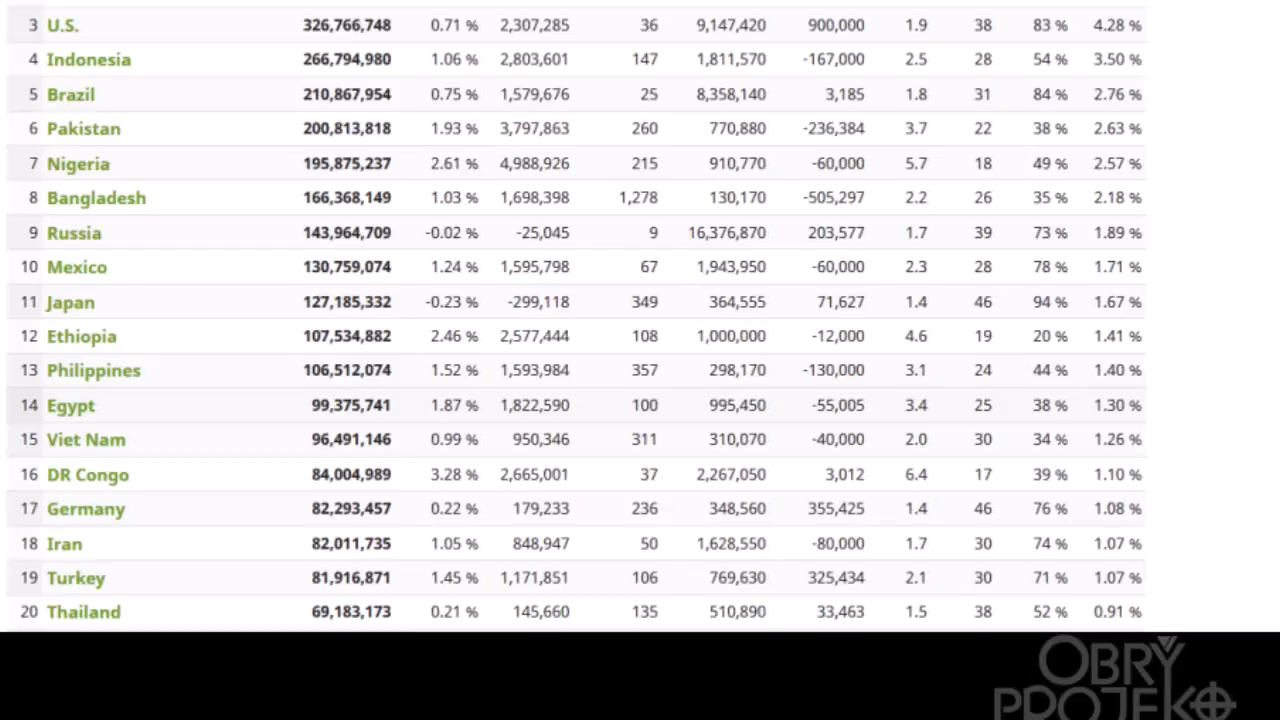 3 U.S. 326,766,748 0.71 % 2,307,285 36 9,147,420 900,000 1.9 38 83 % 4.28 %
4 Indonesia 266,794,980 1.06 % 2,803,601 147 1,811,570 -167,000 2.5 28 54 % 3.50 %
5 Brazil 210,867,954 0.75 % 1,579,676 25 8,358,140 3,185 1.8 31 84 % 2.76 %
6 Pakistan 200,813,818 1.93 % 3,797,863 260 770,880 -236,384 3.7 22 38 % 2.63 %
7 Nigeria 195,875,237 2.61 % 4,988,926 215 910,770 -60,000 5.7 18 49 % 2.57 %
8 Bangladesh 166,368,149 1.03 % 1,698,398 1,278 130,170 -505,297 2.2 26 35 % 2.18 %
9 Russia 143,964,709 -0.02 % -25,045 9 16,376,870 203,577 1.7 39 73 % 1.89 %
10 Mexico 130,759,074 1.24 % 1,595,798 67 1,943,950 -60,000 2.3 28 78 % 1.71 %
11 Japan 127,185,332 -0.23 % -299,118 349 364,555 71,627 1.4 46 94 % 1.67 %
12 Ethiopia 107,534,882 2.46 % 2,577,444 108 1,000,000 -12,000 4.6 19 20 % 1.41 %
13 Philippines 106,512,074 1.52 % 1,593,984 357 298,170 -130,000 3.1 24 44 % 1.40 %
14 Egypt 99,375,741 1.87 % 1,822,590 100 995,450 -55,005 3.4 25 38 % 1.30 %
15 Viet Nam 96,491,146 0.99 % 950,346 311 310,070 -40,000 2.0 30 34 % 1.26 %
16 DR Congo 84,004,989 3.28 % 2,665,001 37 2,267,050 3,012 6.4 17 39 % 1.10 %
17 Germany 82,293,457 0.22 % 179,233 236 348,560 355,425 1.4 46 76 % 1.08 %
18 Iran 82,011,735 1.05 % 848,947 50 1,628,550 -80,000 1.7 30 74 % 1.07 %
19 Turkey 81,916,871 1.45 % 1,171,851 106 769,630 325,434 2.1 30 71 % 1.07 %
20 Thailand 69,183,173 0.21 % 145,660 135 510,890 33,463 1.5 38 52 % 0.91 %
OBRY